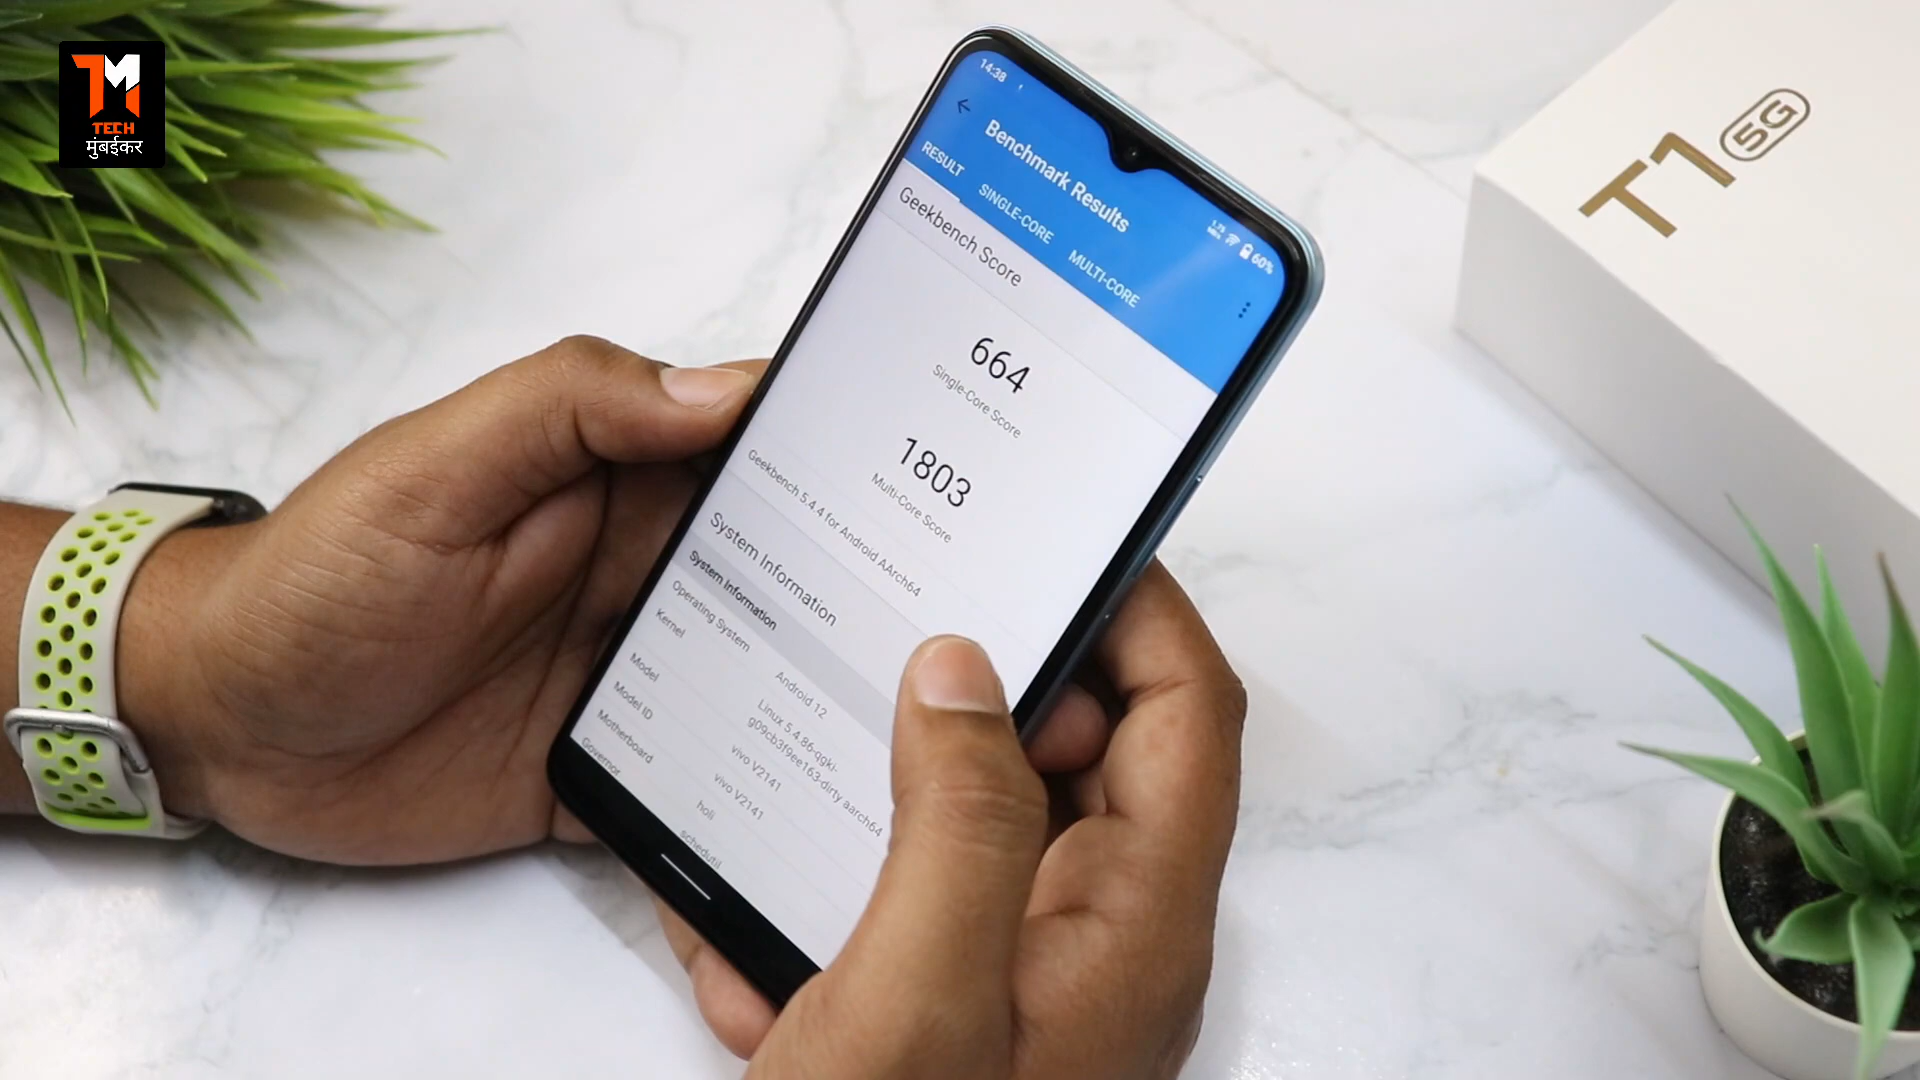 TM
TECH
मुंबईकर
14:38
60%
Benchmark Results
RESULT
SINGLE-CORE
MULTI-CORE
Geekbench Score
664
Single-Core Score
1803
Multi-Core Score
Geekbench 5.4.4 for Android AArch64
System Information
System Information
Operating System
Android 12
Kernel
Linux 5.4.86-qgki-
g09cb3f9ee163-dirty aarch64
Model
vivo V2141
Model ID
vivo V2141
Motherboard
holi
Governor
schedutil
T1 5G